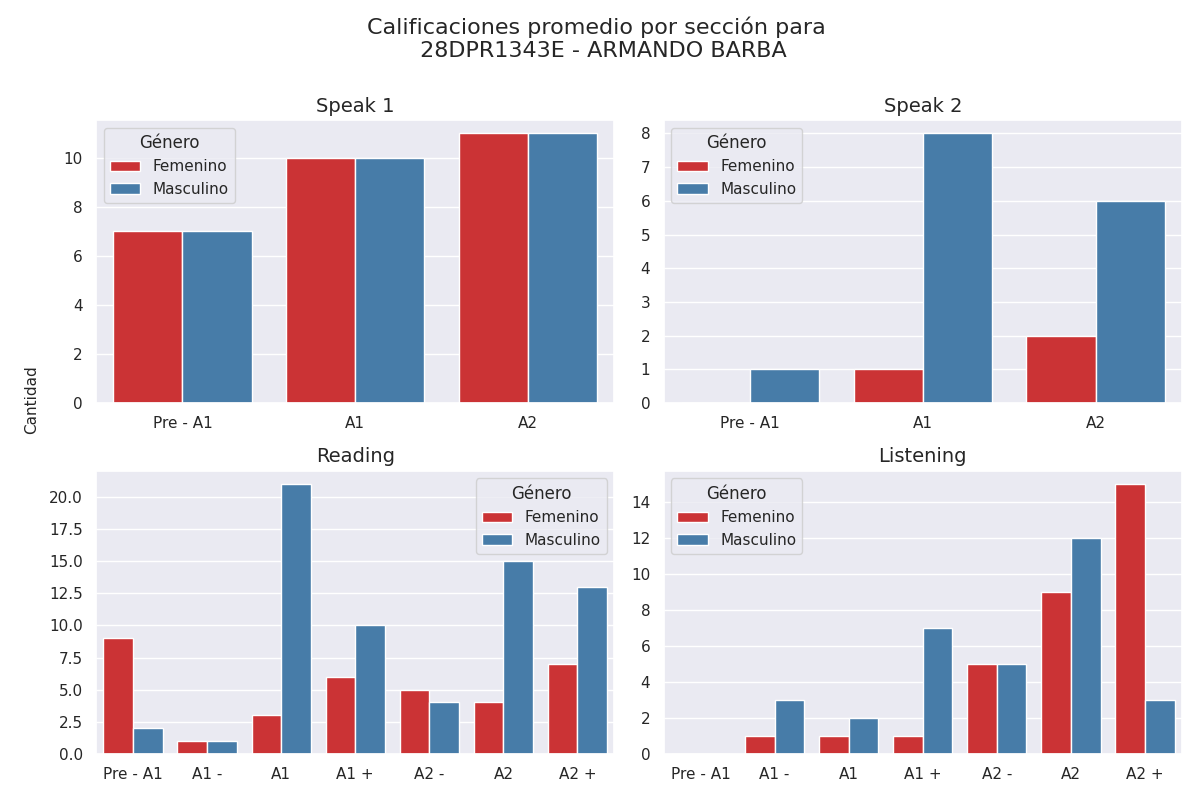 Calificaciones promedio por sección para
28DPR1343E - ARMANDO BARBA
Cantidad
Speak 1
Género
Femenino
Masculino
10
8
6
4
2
0
Pre - A1 A1 A2
Speak 2
Género
Femenino
Masculino
8
7
6
5
4
3
2
1
0
Pre - A1 A1 A2
Reading
Género
Femenino
Masculino
20.0
17.5
15.0
12.5
10.0
7.5
5.0
2.5
0.0
Pre - A1 A1 - A1 A1 + A2 - A2 A2 +
Listening
Género
Femenino
Masculino
14
12
10
8
6
4
2
0
Pre - A1 A1 - A1 A1 + A2 - A2 A2 +